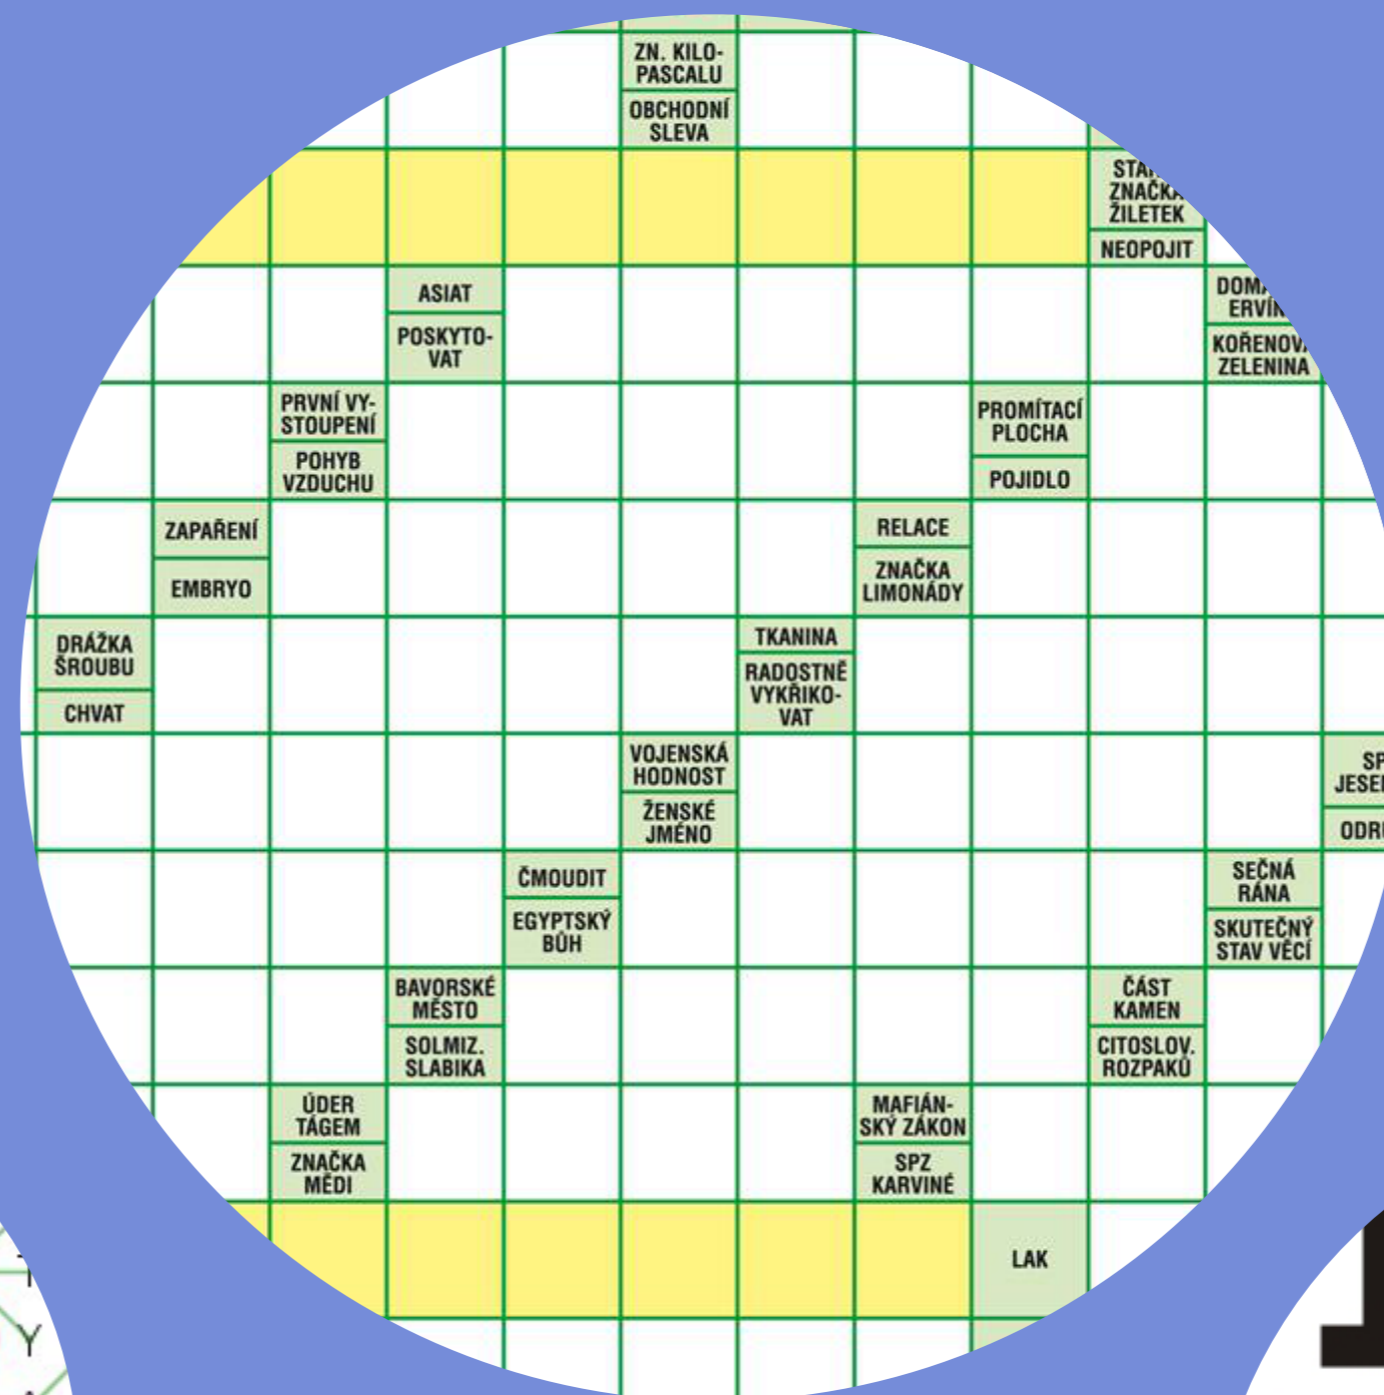 ZN. KILO-
PASCALU
OBCHODNÍ
SLEVA
ZNAČKA
ŽILETEK
NEOPOJIT
ASIAT
POSKYTO-
VAT
ZELENINA
PRVNÍ VY-
STOUPENÍ
POHYB
VZDUCHU
PROMÍTACÍ
PLOCHA
POJIDLO
ZAPAŘENÍ
EMBRYO
RELACE
ZNAČKA
LIMONÁDY
DRÁŽKA
ŠROUBU
CHVAT
TKANINA
RADOSTNĚ
VYKŘIKO-
VAT
VOJENSKÁ
HODNOST
ŽENSKÉ
JMÉNO
ČMOUDIT
EGYPTSKÝ
BŮH
SEČNÁ
RÁNA
SKUTEČNÝ
STAV VĚCÍ
BAVORSKÉ
MĚSTO
SOLMIZ.
SLABIKA
ČÁST
KAMEN
CITOSLOV.
ROZPAKŮ
ÚDER
TÁGEM
ZNAČKA
MĚDI
MAFIÁN-
SKÝ ZÁKON
SPZ
KARVINÉ
LAK
Y